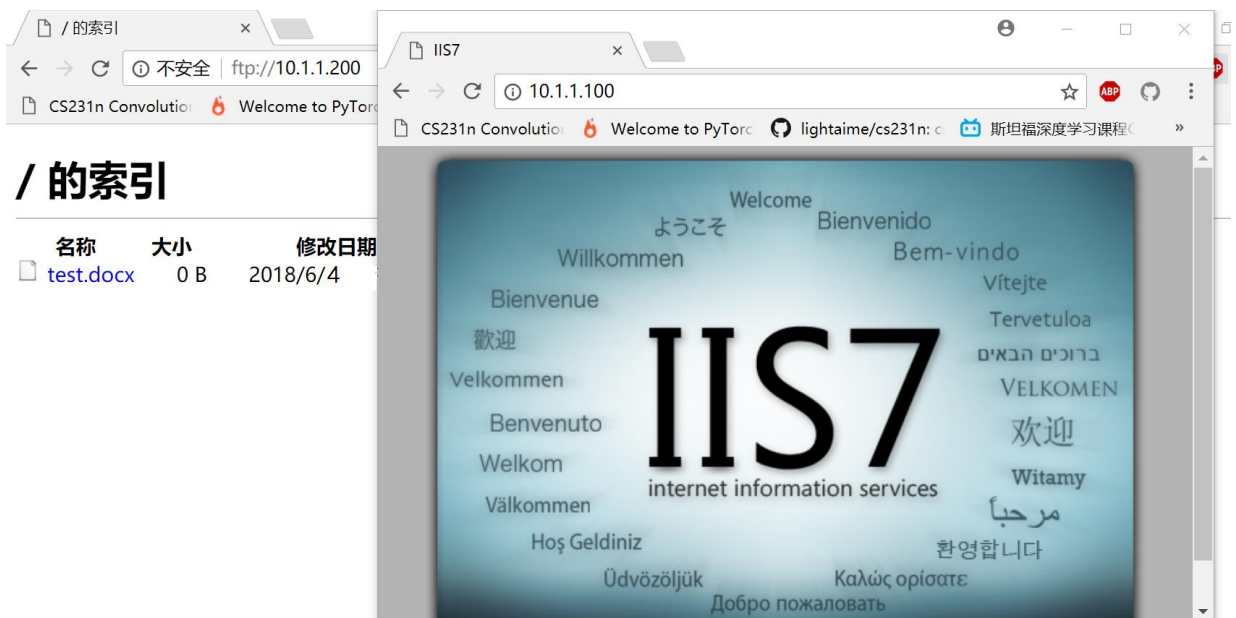 / 的索引
不安全 ftp://10.1.1.200
CS231n Convolutio Welcome to PyTorc
/ 的索引
名称 大小 修改日期
test.docx 0 B 2018/6/4
IIS7
10.1.1.100
ABP
CS231n Convolutio Welcome to PyTorc lightaime/cs231n: c 斯坦福深度学习课程C »
Welcome
ようこそ Bienvenido
Willkommen Bem-vindo
Vítejte
Bienvenue
Tervetuloa
歡迎
ברוכים הבאים
Velkommen
VELKOMEN
Benvenuto
欢迎
Welkom
Witamy
IIS7
internet information services
Välkommen
مرحباً
Hoş Geldiniz
환영합니다
Üdvözöljük Καλώς ορίσατε
Добро пожаловать